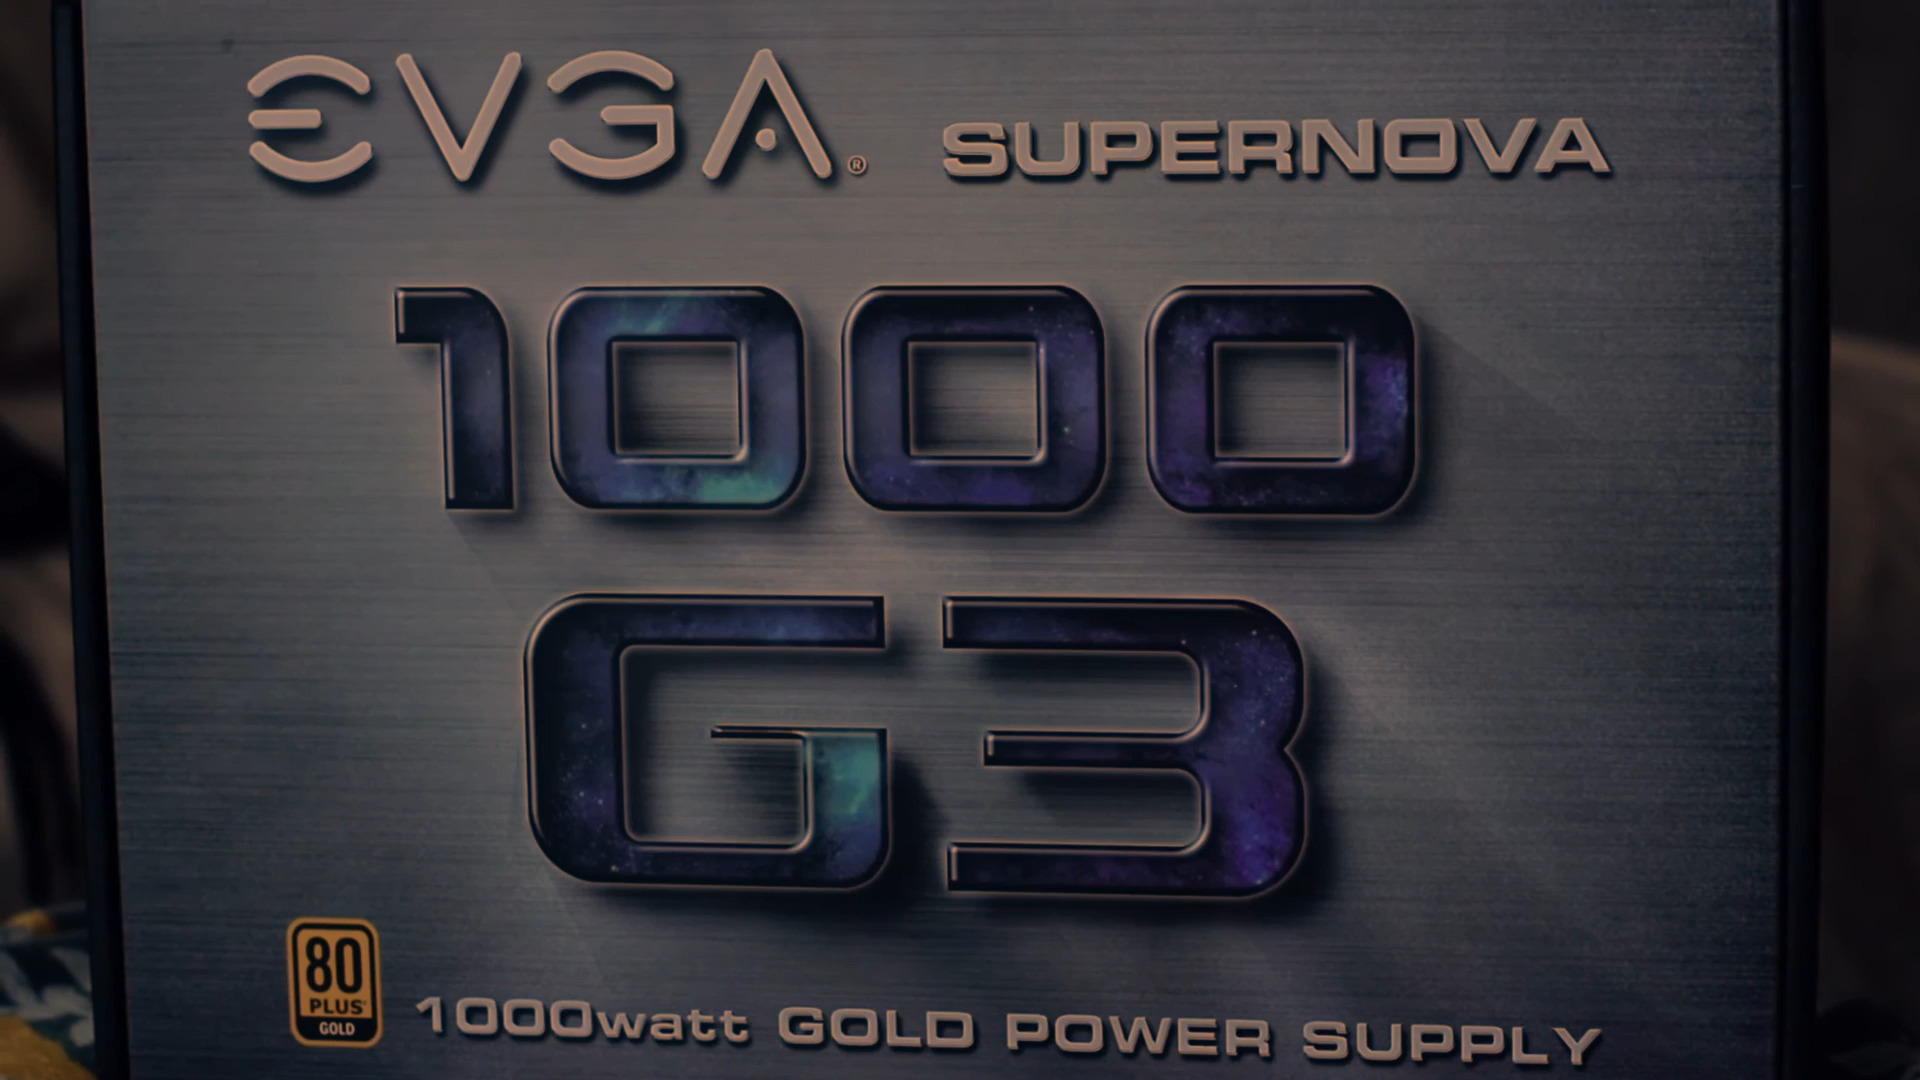 EVGA® SUPERNOVA
1000
G3
80
PLUS
GOLD
1000watt GOLD POWER SUPPLY